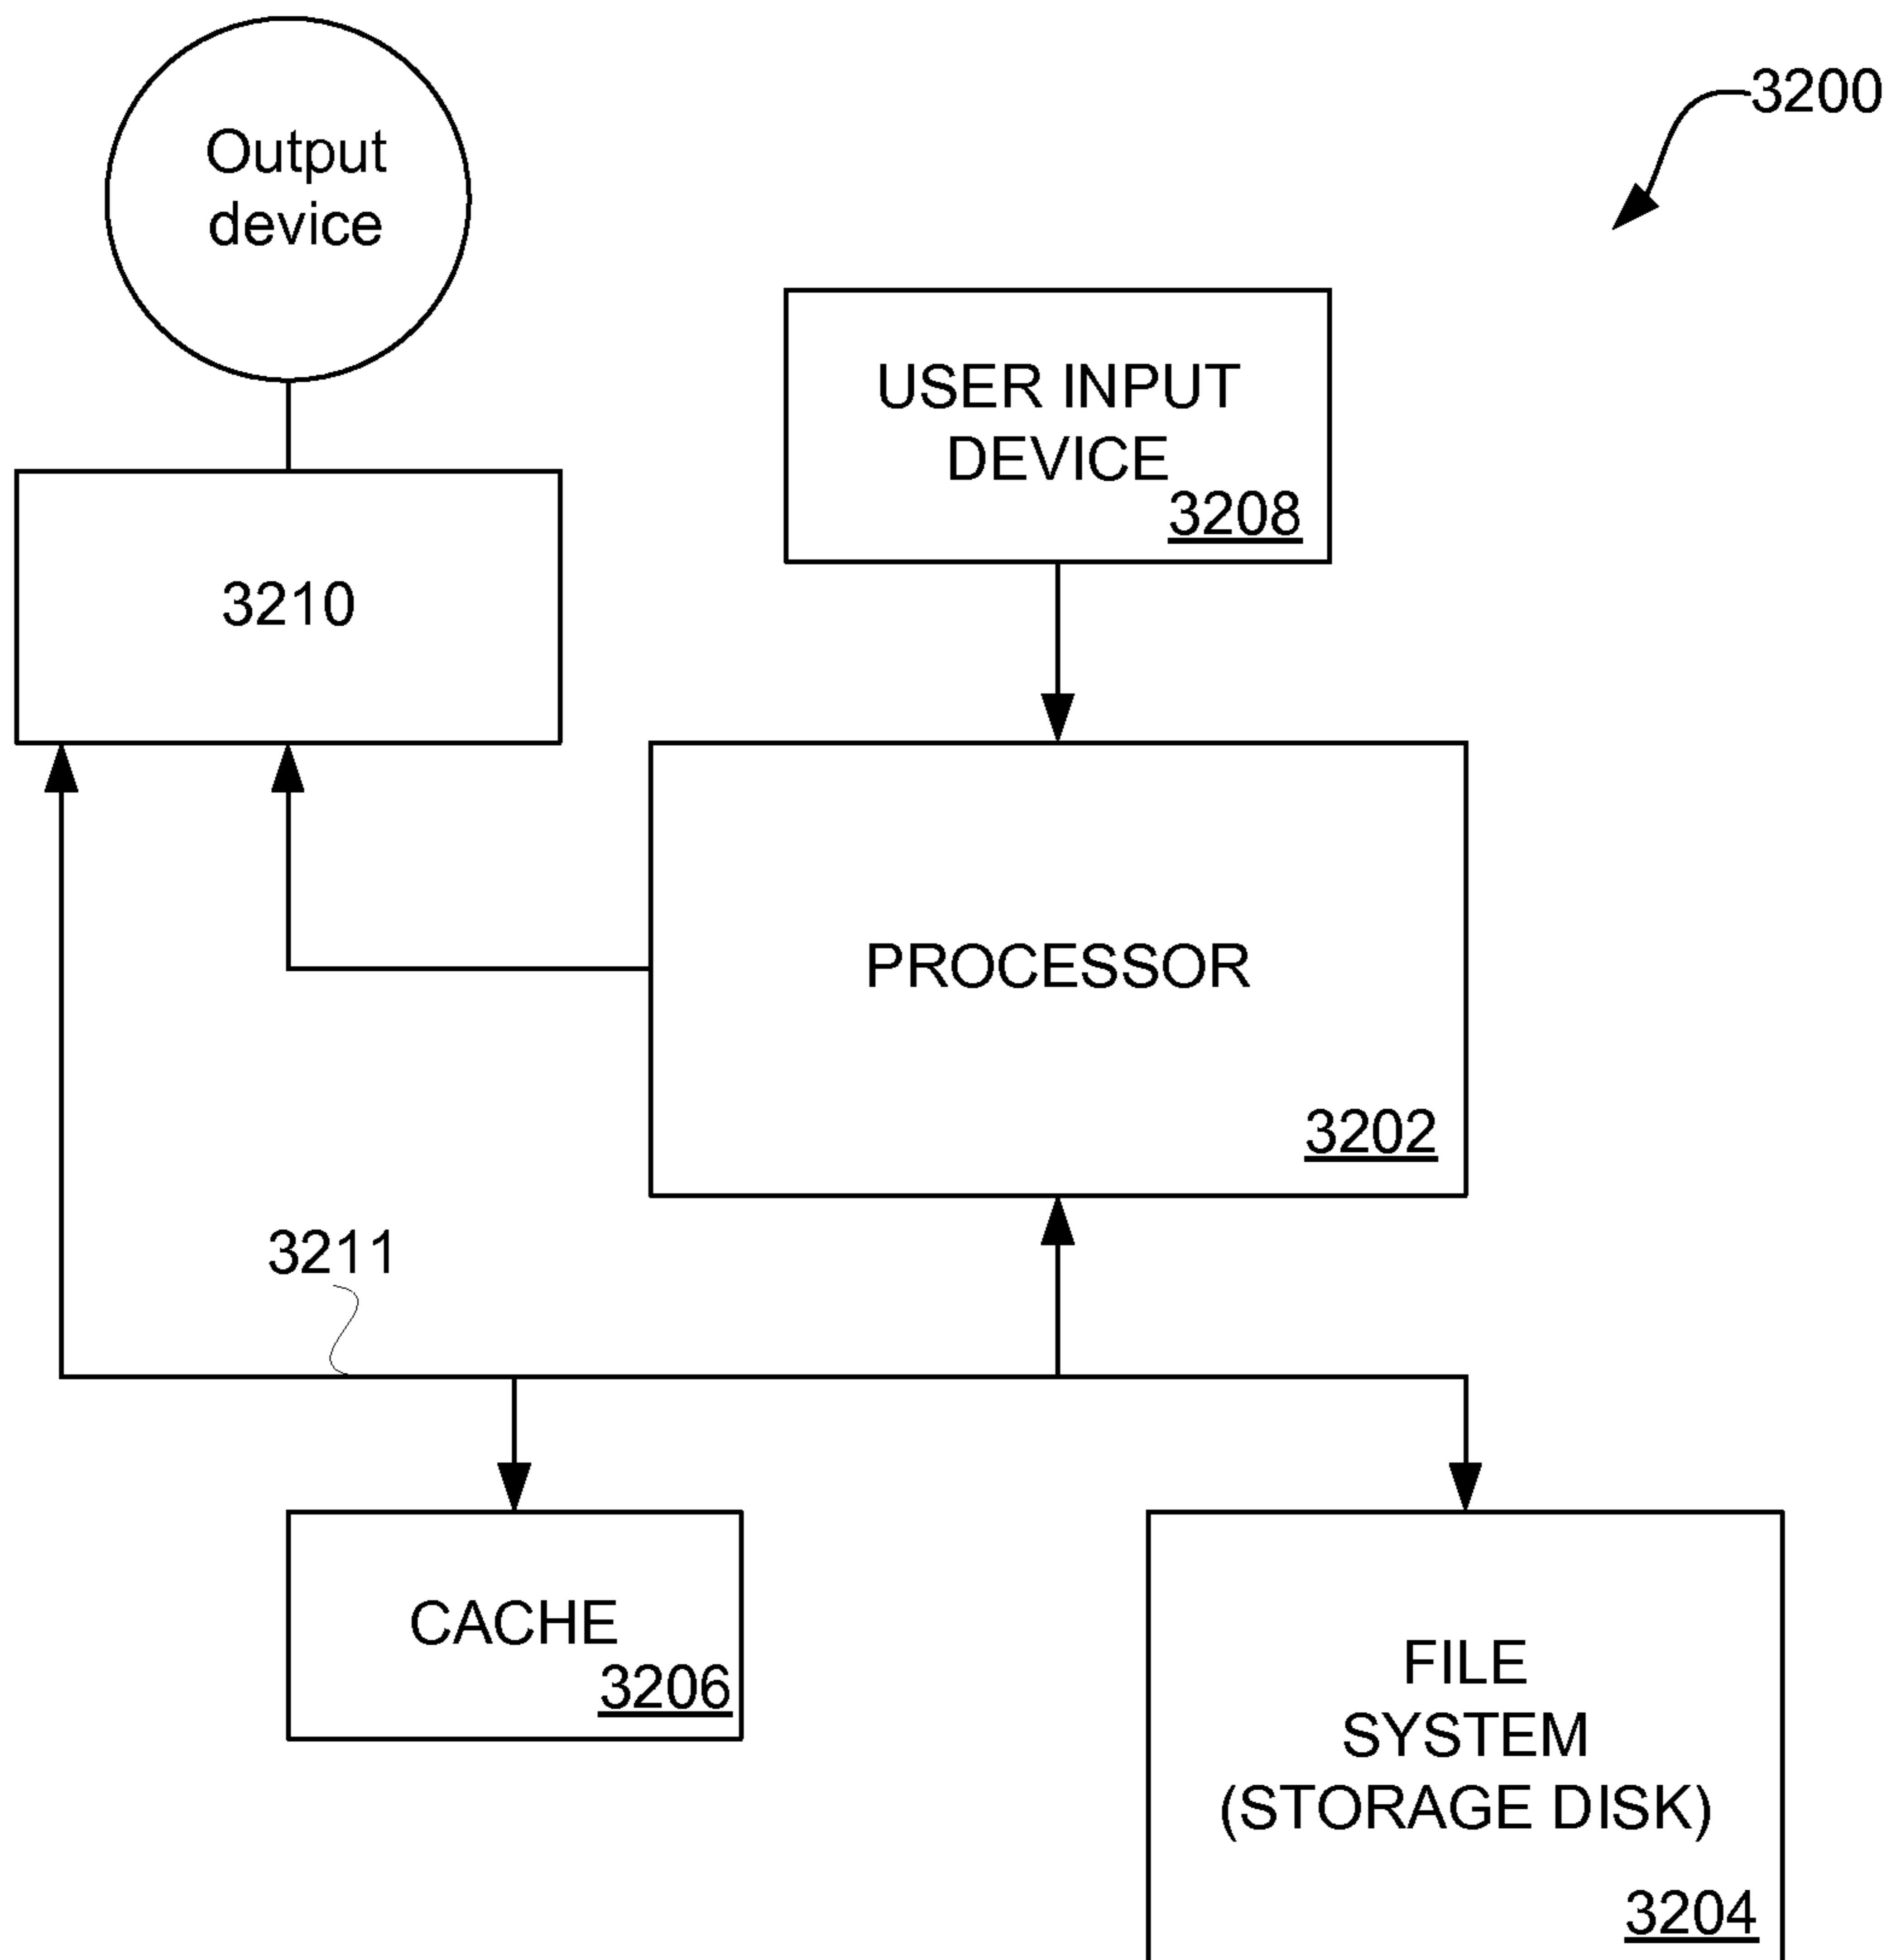 Output
device
3200
USER INPUT
DEVICE
3208
3210
PROCESSOR
3202
3211
CACHE
3206
FILE
SYSTEM
(STORAGE DISK)
3204